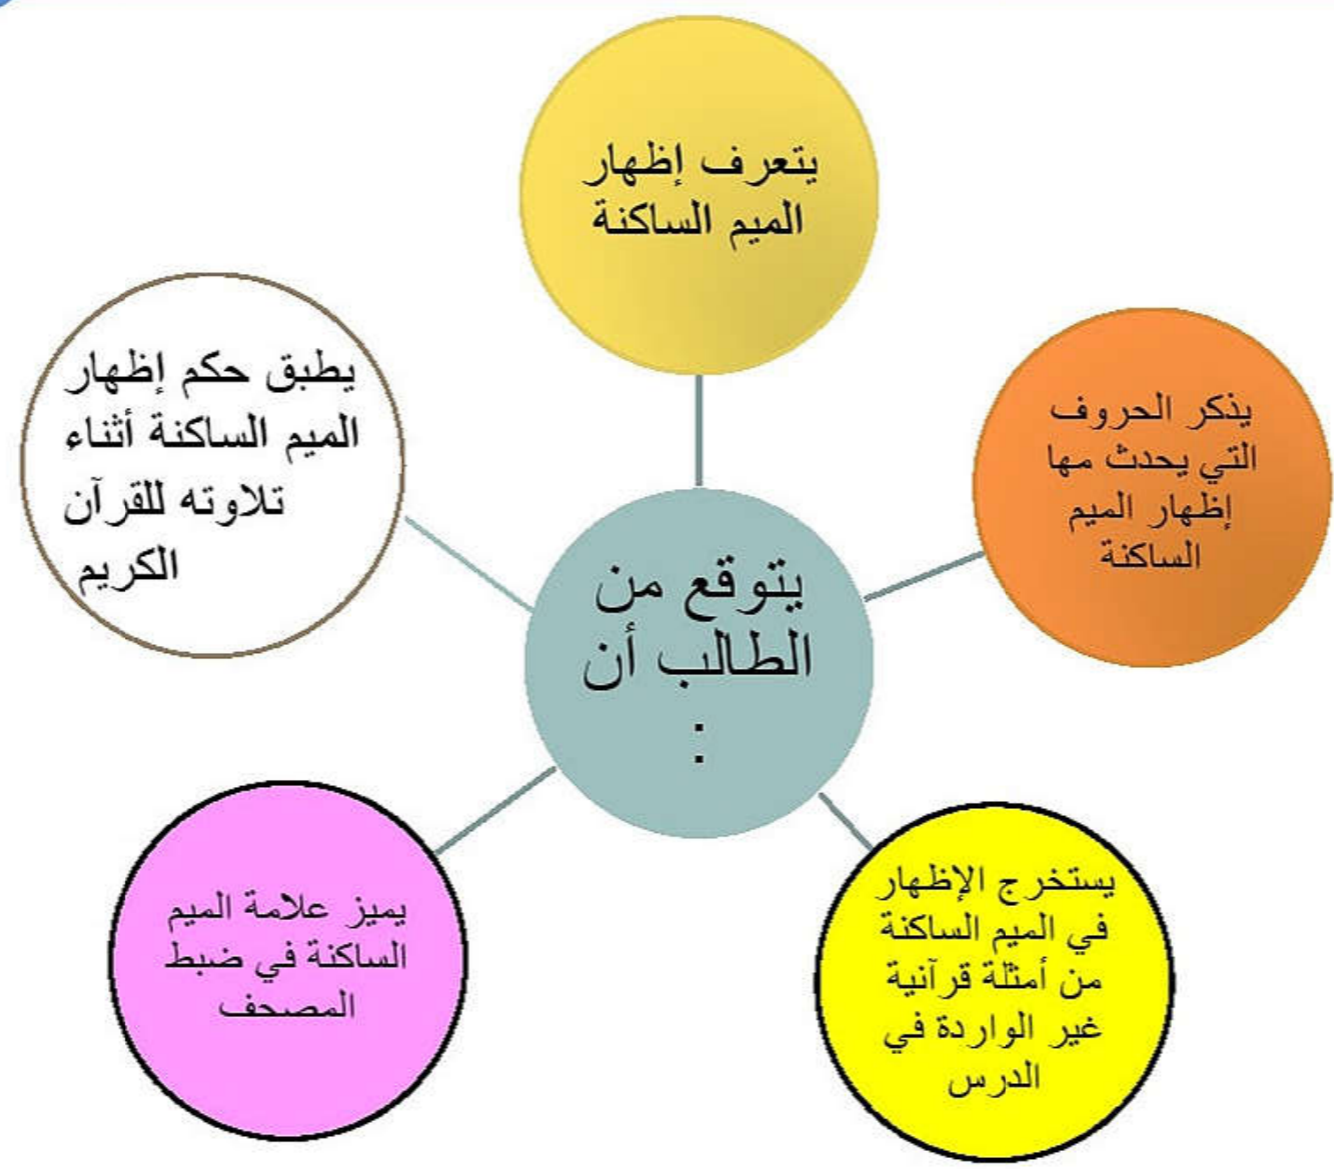 يتوقع من
الطالب أن
:
يتعرف إظهار
الميم الساكنة
يذكر الحروف
التي يحدث مها
إظهار الميم
الساكنة
يستخرج الإظهار
في الميم الساكنة
من أمثلة قرآنية
غير الواردة في
الدرس
يميز علامة الميم
الساكنة في ضبط
المصحف
يطبق حكم إظهار
الميم الساكنة أثناء
تلاوته للقرآن
الكريم